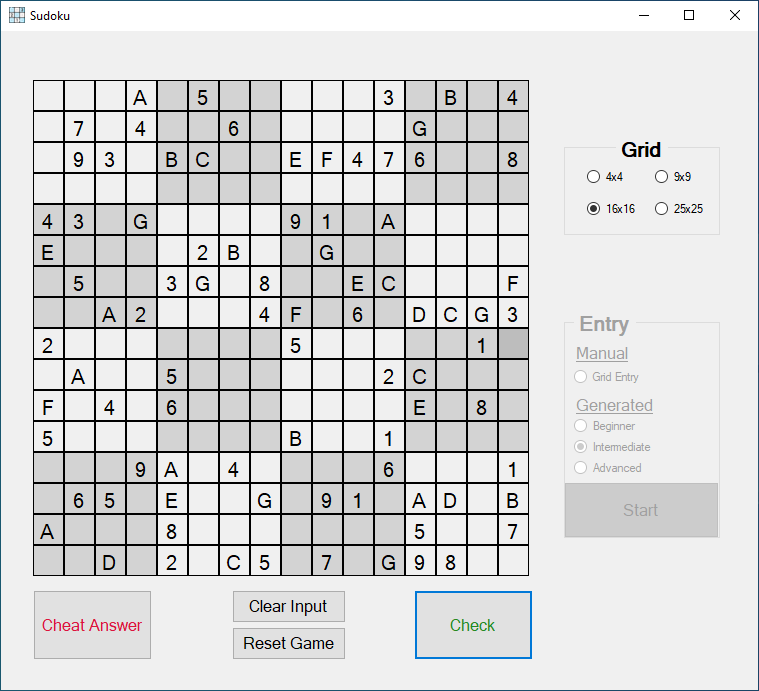 Sudoku
A 5 3 B 4
7 4 6 G
9 3 B C E F 4 7 6 8
4 3 G 9 1 A
E 2 B G
5 3 G 8 E C F
A 2 4 F 6 D C G 3
2 5 1
A 5 2 C
F 4 6 E 8
5 B 1
9 A 4 6 1
6 5 E G 9 1 A D B
A 8 5 7
D 2 C 5 7 G 9 8
Grid
4x4 9x9
16x16 25x25
Entry
Manual
Grid Entry
Generated
Beginner
Intermediate
Advanced
Start
Cheat Answer
Clear Input
Reset Game
Check